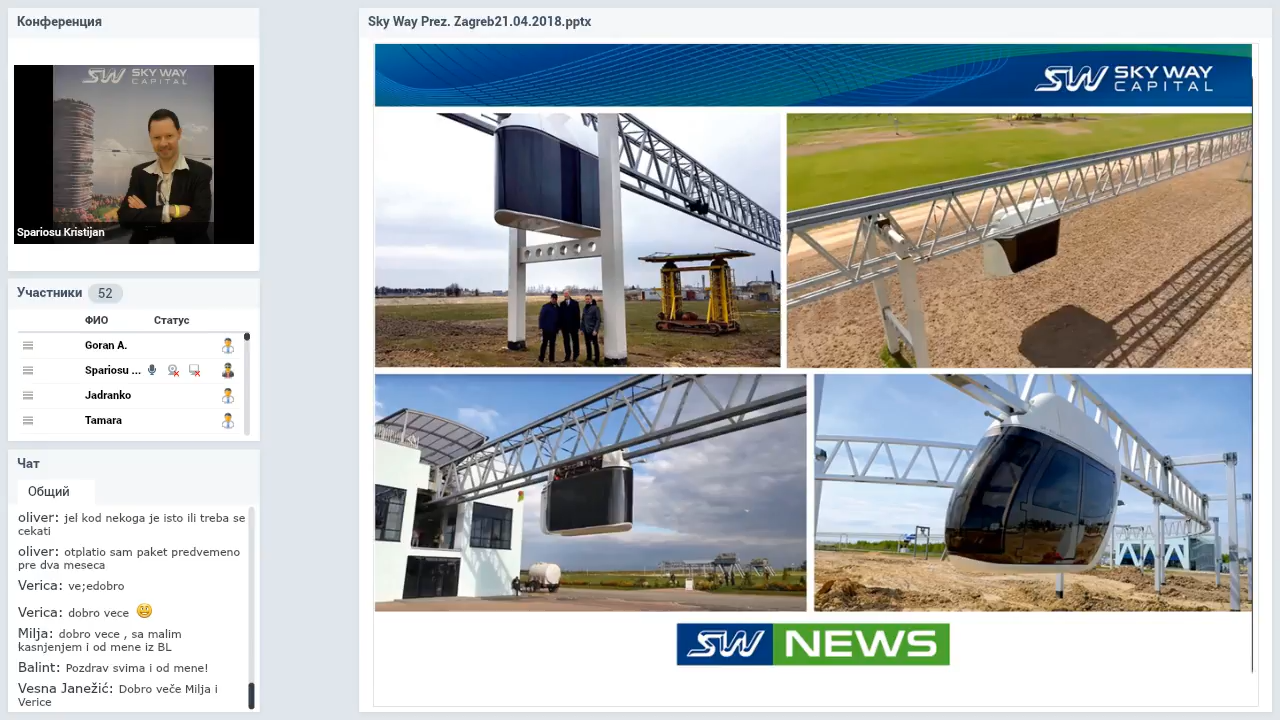 Конференция
SKY WAY
CAPITAL
Spariosu Kristijan
Участники 52
ФИО Статус
Goran A.
Spariosu ...
Jadranko
Tamara
Чат
Общий
oliver: jel kod nekoga je isto ili treba se
cekati
oliver: otplatio sam paket predvemeno
pre dva meseca
Verica: ve;edobro
Verica: dobro vece
Milja: dobro vece , sa malim
kasnjenjem i od mene iz BL
Balint: Pozdrav svima i od mene!
Vesna Janežić: Dobro veče Milja i
Verice
Sky Way Prez. Zagreb21.04.2018.pptx
SW SKY WAY
CAPITAL
SW NEWS